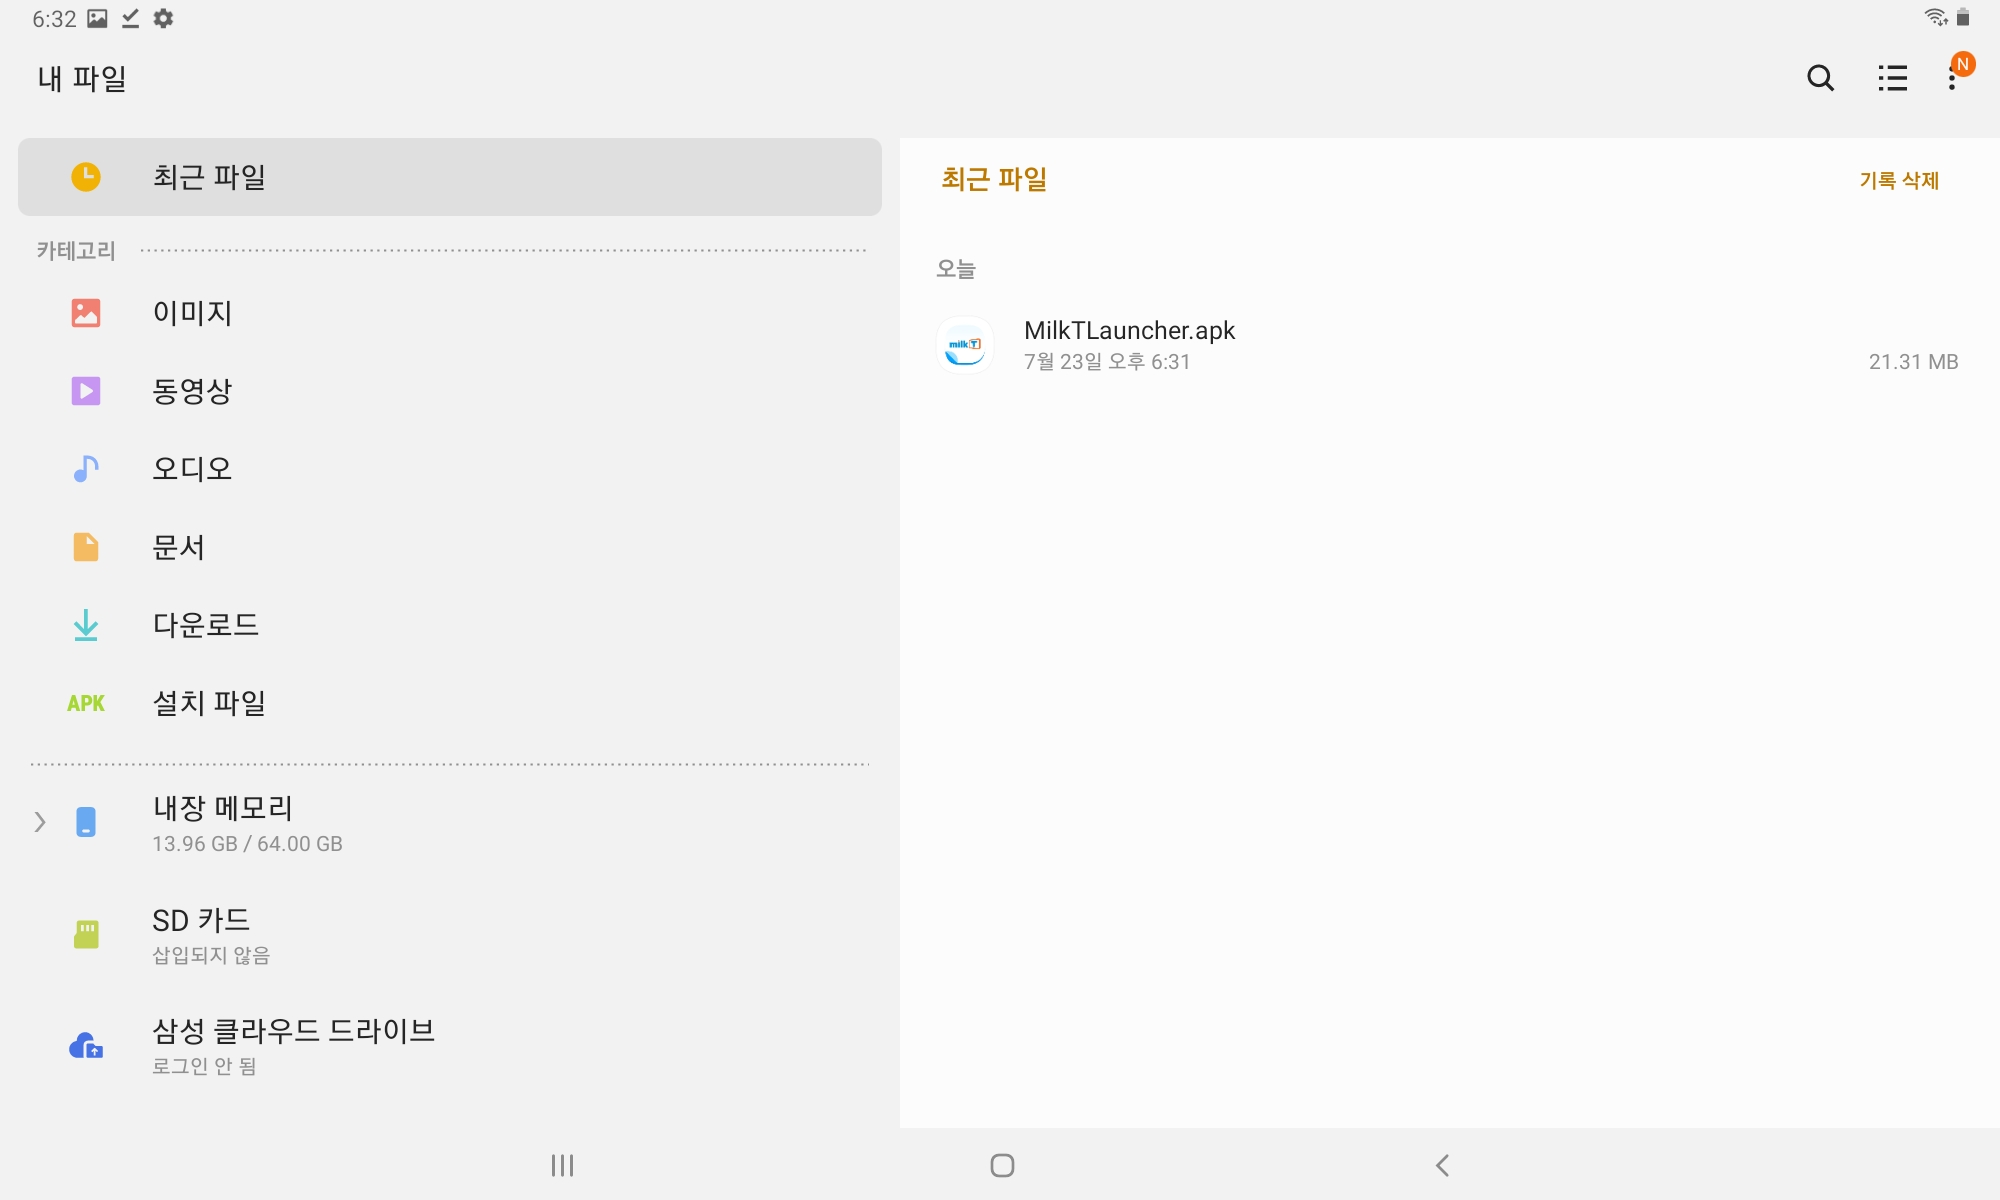 6:32
내 파일
N
최근 파일
카테고리
이미지
동영상
오디오
문서
다운로드
APK 설치 파일
내장 메모리
13.96 GB / 64.00 GB
SD 카드
삽입되지 않음
삼성 클라우드 드라이브
로그인 안 됨
최근 파일
기록 삭제
오늘
milk T
MilkTLauncher.apk
7월 23일 오후 6:31
21.31 MB